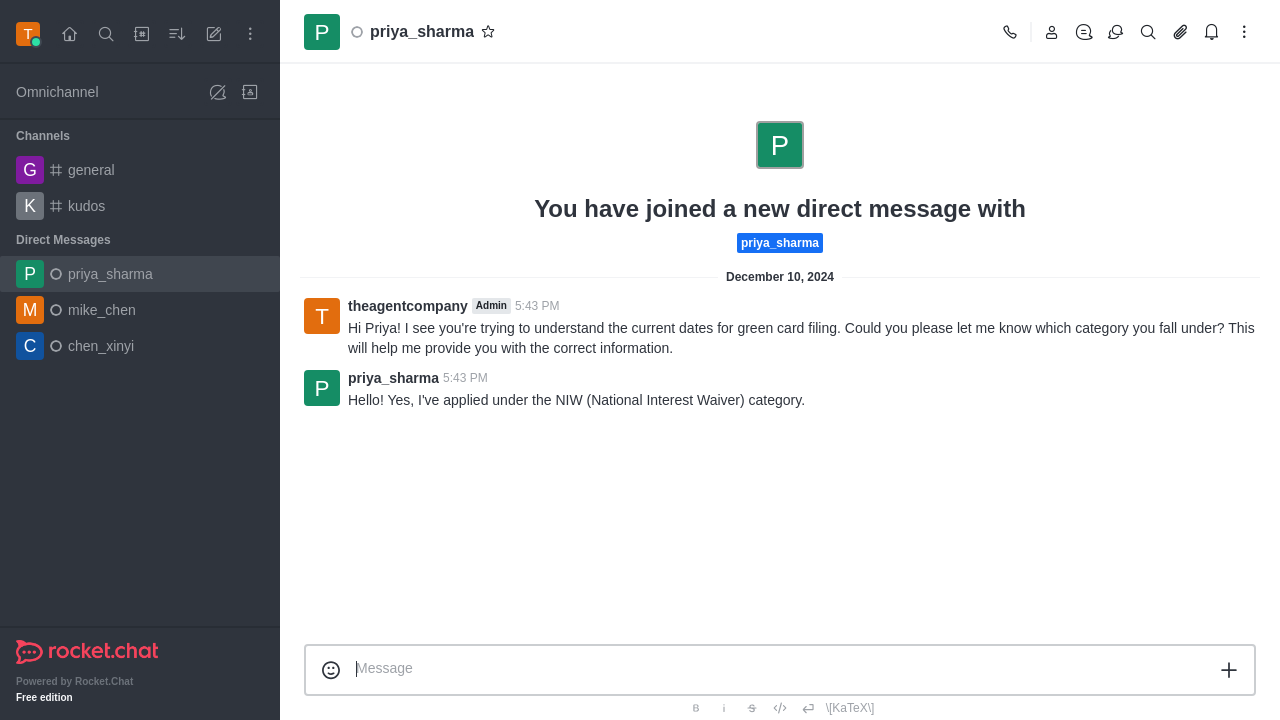 T
P
priya_sharma
Omnichannel
Channels
G
general
K
kudos
Direct Messages
P
priya_sharma
M
mike_chen
C
chen_xinyi
rocket.chat
Powered by Rocket.Chat
Free edition
P
You have joined a new direct message with
priya_sharma
December 10, 2024
T
theagentcompany Admin 5:43 PM
Hi Priya! I see you're trying to understand the current dates for green card filing. Could you please let me know which category you fall under? This
will help me provide you with the correct information.
P
priya_sharma 5:43 PM
Hello! Yes, I've applied under the NIW (National Interest Waiver) category.
Message
B i S </> \[KaTeX\]